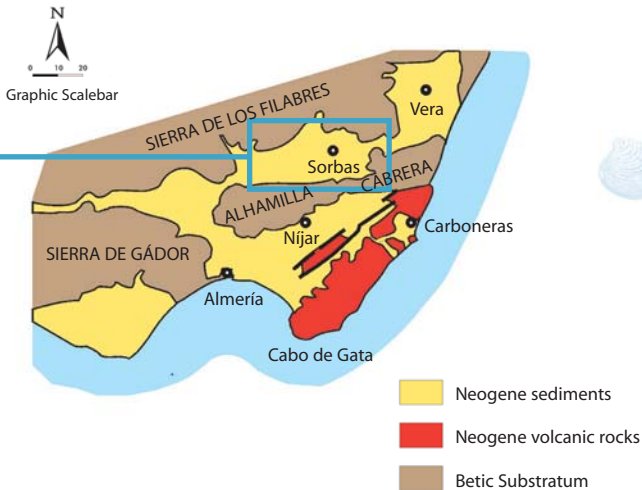 N
0 10 20
Graphic Scalebar
SIERRA DE LOS FILABRES
Vera
Sorbas
CABRERA
ALHAMILLA
Níjar
Carboneras
SIERRA DE GÁDOR
Almería
Cabo de Gata
Neogene sediments
Neogene volcanic rocks
Betic Substratum